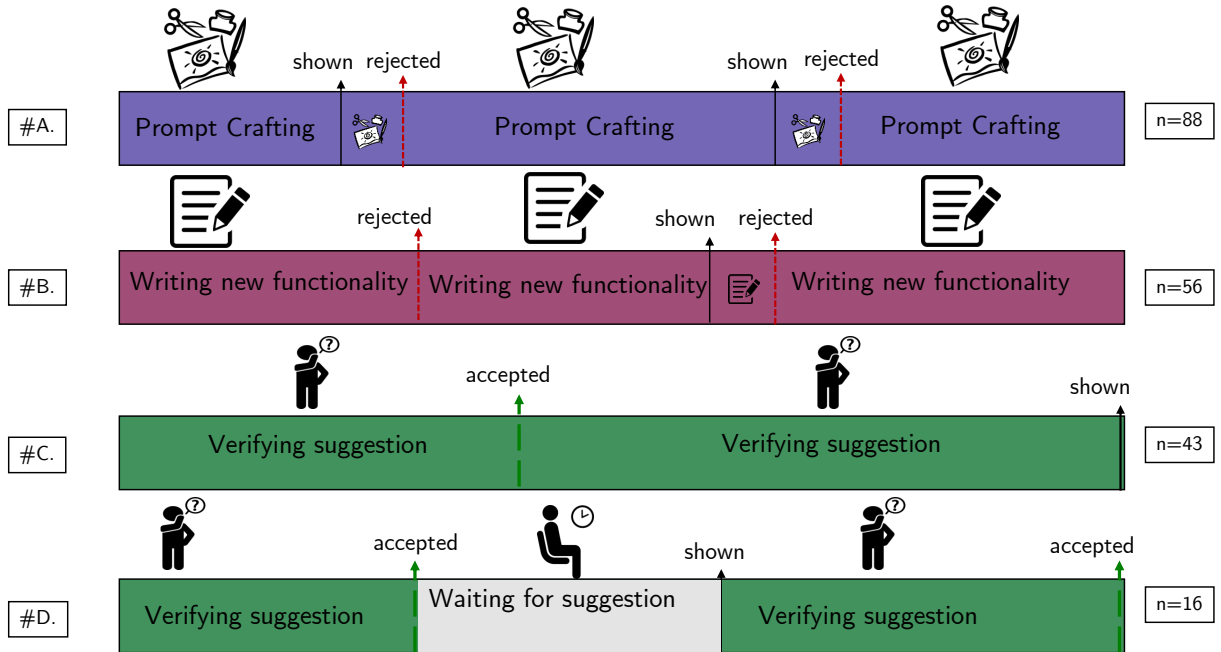 shown
rejected
shown
rejected
#A.
Prompt Crafting
Prompt Crafting
Prompt Crafting
n=88
rejected
shown
rejected
#B.
Writing new functionality
Writing new functionality
Writing new functionality
n=56
?
?
accepted
shown
#C.
Verifying suggestion
Verifying suggestion
n=43
?
?
accepted
shown
accepted
#D.
Verifying suggestion
Waiting for suggestion
Verifying suggestion
n=16